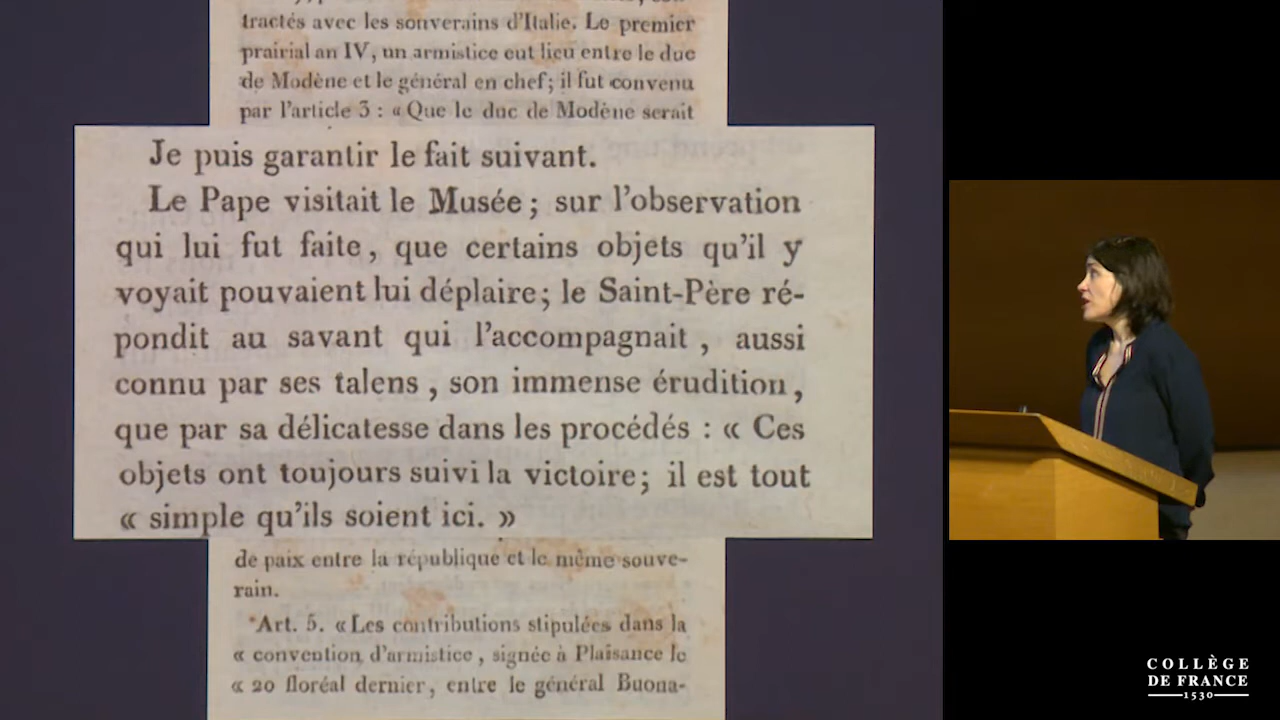 tractés avec les souverains d'Italie. Le premier
prairial an IV, un armistice eut lieu entre le duc
de Modène et le général en chef; il fut convenu
par l'article 3 : « Que le duc de Modène serait
Je puis garantir le fait suivant.
Le Pape visitait le Musée; sur l'observation
qui lui fut faite, que certains objets qu'il y
voyait pouvaient lui déplaire; le Saint-Père ré-
pondit au savant qui l'accompagnait, aussi
connu par ses talens, son immense érudition,
que par sa délicatesse dans les procédés : « Ces
objets ont toujours suivi la victoire; il est tout
« simple qu'ils soient ici. »
de paix entre la république et le même souve-
rain.
Art. 5. « Les contributions stipulées dans la
« convention d'armistice, signée à Plaisance le
« 20 floréal dernier, entre le général Buona-
COLLÈGE
DE FRANCE
1530